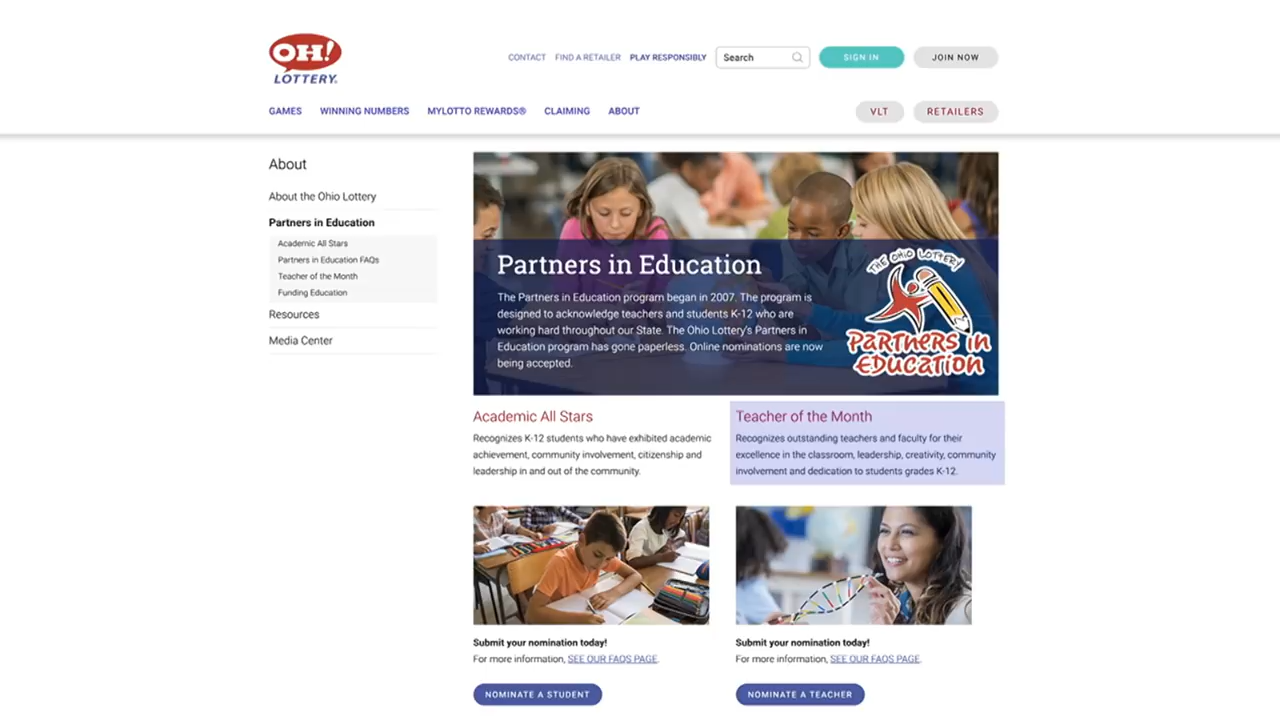 OH!
LOTTERY.
CONTACT FIND A RETAILER PLAY RESPONSIBLY Search SIGN IN JOIN NOW
GAMES WINNING NUMBERS MYLOTTO REWARDS® CLAIMING ABOUT VLT RETAILERS
About
About the Ohio Lottery
Partners in Education
Academic All Stars
Partners in Education FAQs
Teacher of the Month
Funding Education
Resources
Media Center
Partners in Education
The Partners in Education program began in 2007. The program is
designed to acknowledge teachers and students K-12 who are
working hard throughout our State. The Ohio Lottery's Partners in
Education program has gone paperless. Online nominations are now
being accepted.
THE OHIO LOTTERY
PARTNERS in
EDUCATION
Academic All Stars
Recognizes K-12 students who have exhibited academic
achievement, community involvement, citizenship and
leadership in and out of the community.
Teacher of the Month
Recognizes outstanding teachers and faculty for their
excellence in the classroom, leadership, creativity, community
involvement and dedication to students grades K-12.
Submit your nomination today!
For more information, SEE OUR FAQS PAGE.
NOMINATE A STUDENT
Submit your nomination today!
For more information, SEE OUR FAQS PAGE.
NOMINATE A TEACHER